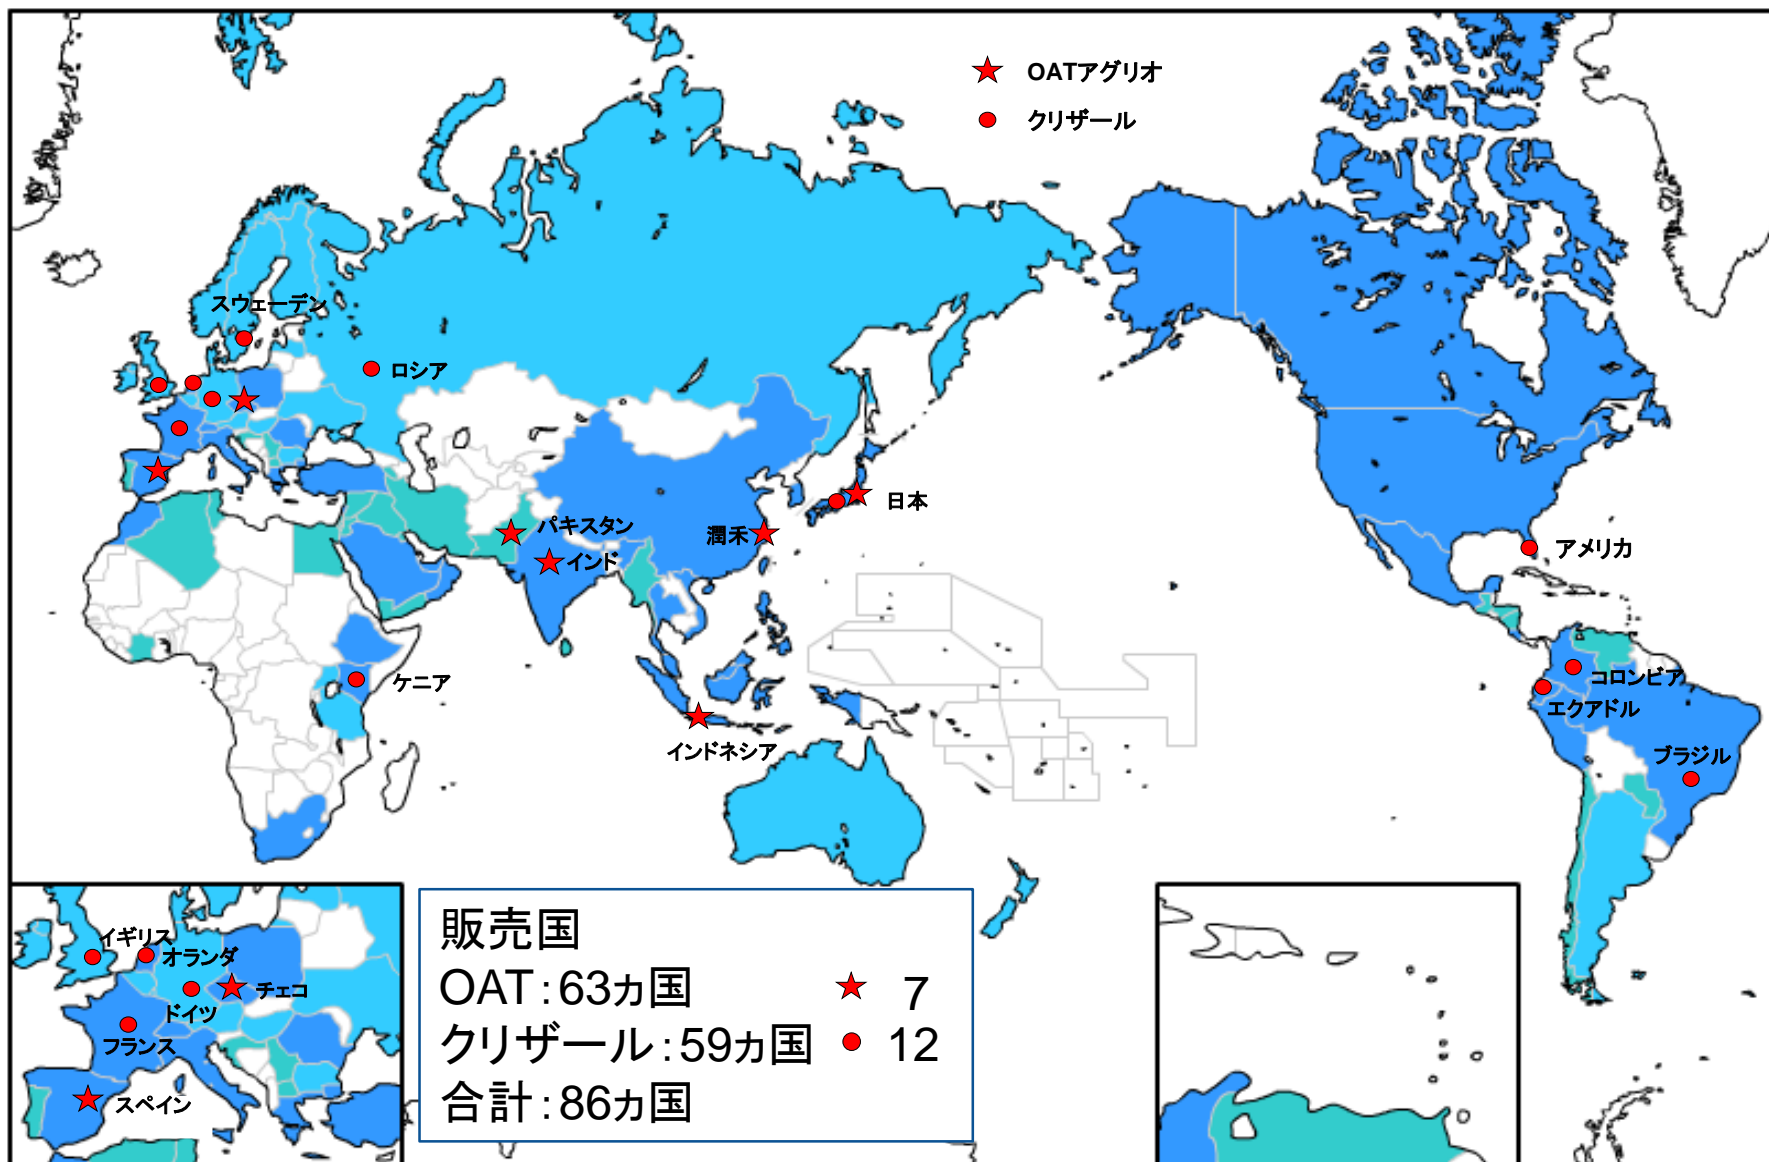 OATアグリオ
クリザール
スウェーデン
ロシア
日本
パキスタン
潤禾
インド
アメリカ
ケニア
コロンビア
エクアドル
インドネシア
ブラジル
イギリス
オランダ
チェコ
ドイツ
フランス
スペイン
販売国
OAT：63カ国 7
クリザール：59カ国 12
合計：86カ国